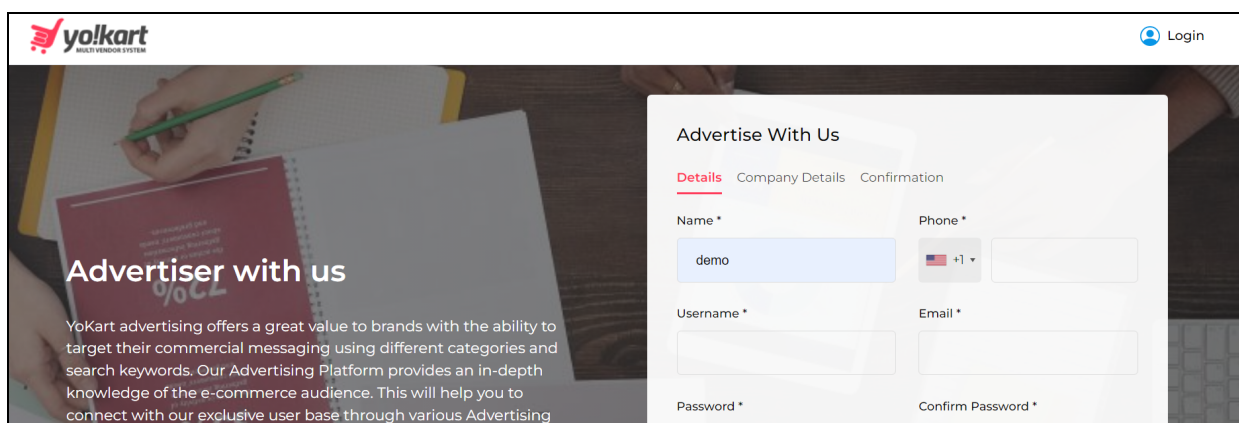 yo!kart
MULTI VENDOR SYSTEM
Login
Advertiser with us
YoKart advertising offers a great value to brands with the ability to
target their commercial messaging using different categories and
search keywords. Our Advertising Platform provides an in-depth
knowledge of the e-commerce audience. This will help you to
connect with our exclusive user base through various Advertising
72%
Advertise With Us
Details Company Details Confirmation
Name * Phone *
demo +1
Username * Email *
Password * Confirm Password *